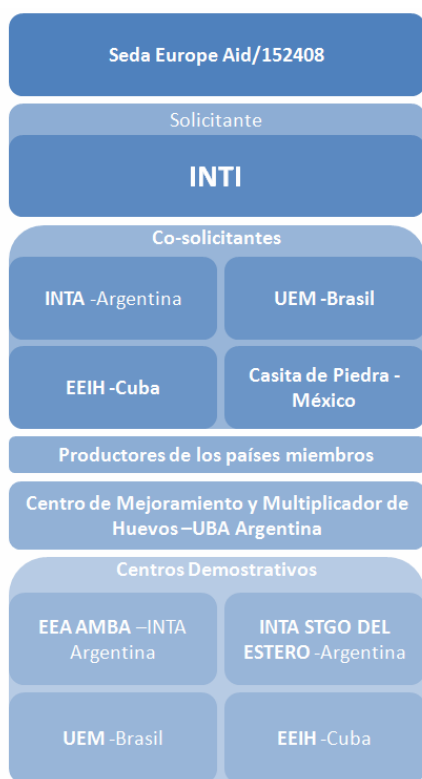 Seda Europe Aid/152408
Solicitante
INTI
Co-solicitantes
INTA -Argentina
UEM -Brasil
EEIH -Cuba
Casita de Piedra -
México
Productores de los países miembros
Centro de Mejoramiento y Multiplicador de
Huevos –UBA Argentina
Centros Demostrativos
EEA AMBA –INTA
Argentina
INTA STGO DEL
ESTERO -Argentina
UEM -Brasil
EEIH -Cuba